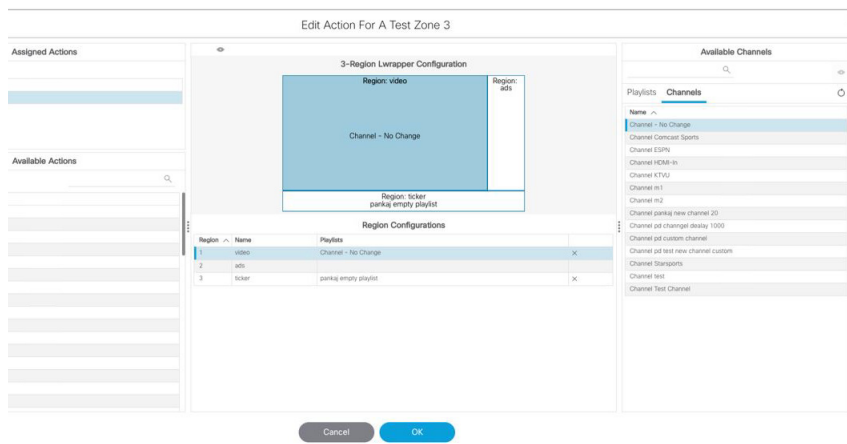 Edit Action For A Test Zone 3
Assigned Actions
Available Actions
3-Region Lwrapper Configuration
Region: video
Region:
ads
Channel - No Change
Region: ticker
pankaj empty playlist
Region Configurations
Region Name Playlists
1 video Channel - No Change
2 ads
3 ticker pankaj empty playlist
Available Channels
Playlists Channels
Name
Channel - No Change
Channel Comcast Sports
Channel ESPN
Channel HDMI-In
Channel KTVU
Channel m1
Channel m2
Channel pankaj new channel 20
Channel pd channgel dealay 1000
Channel pd custom channel
Channel pd test new channel custom
Channel Starsports
Channel test
Channel Test Channel
Cancel OK